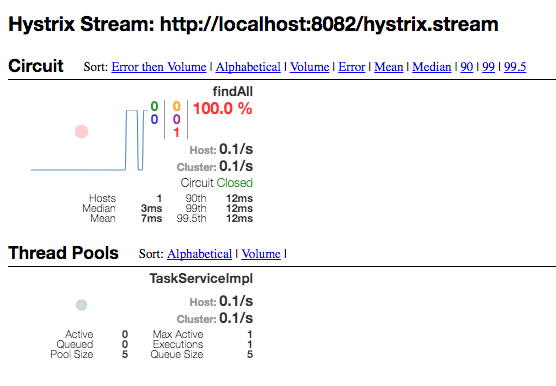 Hystrix Stream: http://localhost:8082/hystrix.stream
Circuit Sort: Error then Volume | Alphabetical | Volume | Error | Mean | Median | 90 | 99 | 99.5
findAll
0 0 100.0 %
0 0
1
Host: 0.1/s
Cluster: 0.1/s
Circuit Closed
Hosts 1 90th 12ms
Median 3ms 99th 12ms
Mean 7ms 99.5th 12ms
Thread Pools Sort: Alphabetical | Volume |
TaskServiceImpl
Host: 0.1/s
Cluster: 0.1/s
Active 0 Max Active 1
Queued 0 Executions 1
Pool Size 5 Queue Size 5